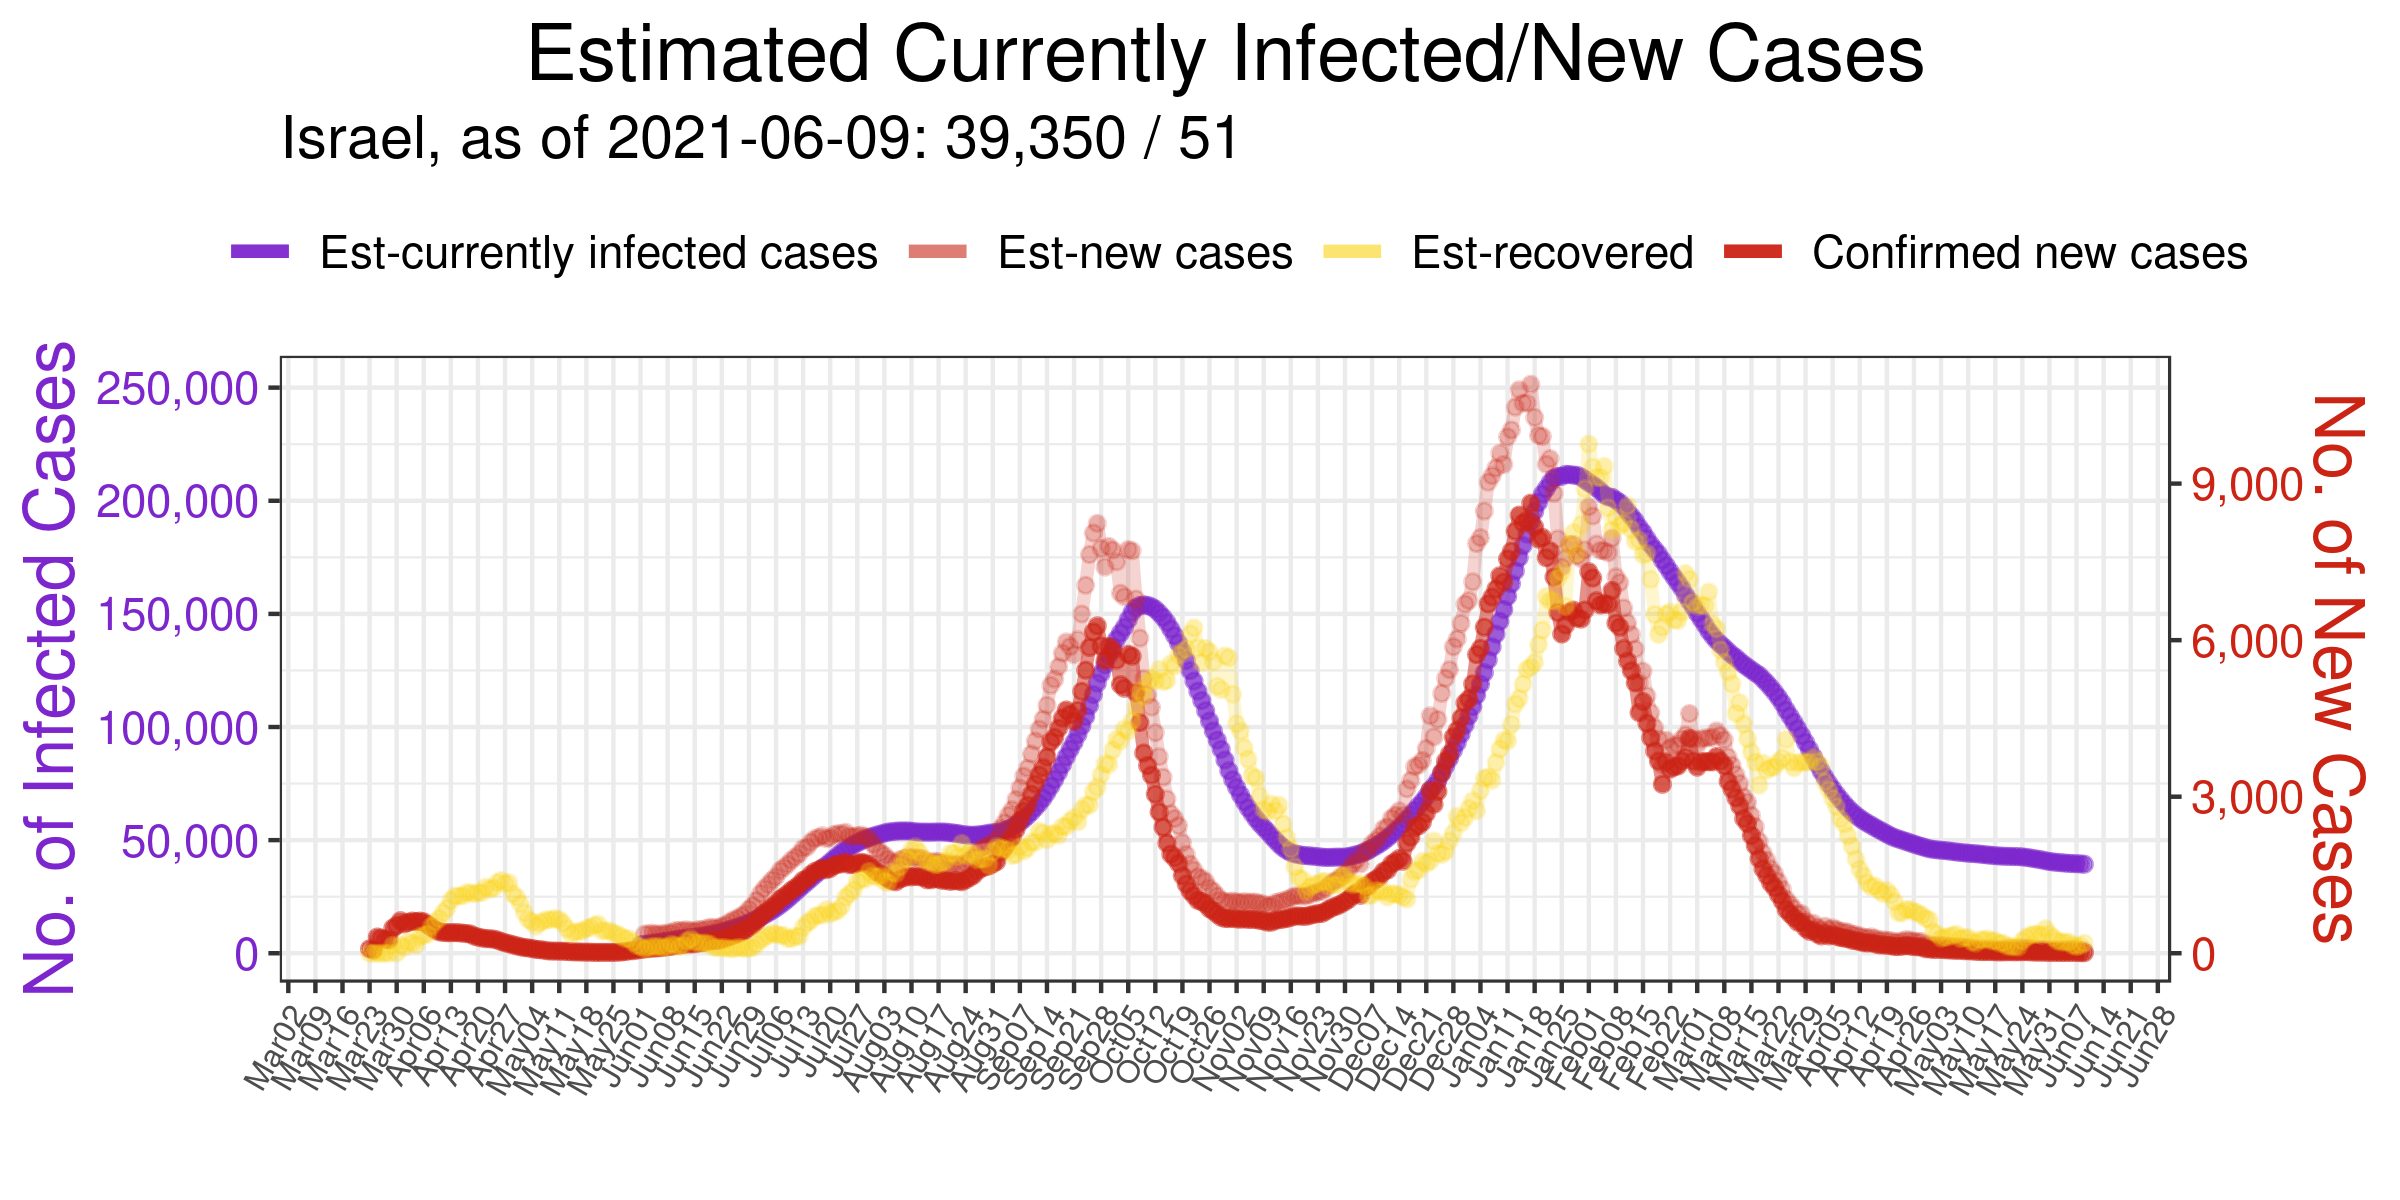 Estimated Currently Infected/New Cases
Israel, as of 2021-06-09: 39,350 / 51
Est-currently infected cases Est-new cases Est-recovered Confirmed new cases
No. of Infected Cases
250,000
200,000
150,000
100,000
50,000
0
9,000
6,000
3,000
0
No. of New Cases
Mar02 Mar09 Mar16 Mar23 Mar30 Apr06 Apr13 Apr20 Apr27 May04 May11 May18 May25 Jun01 Jun08 Jun15 Jun22 Jun29 Jul06 Jul13 Jul20 Jul27 Aug03 Aug10 Aug17 Aug24 Aug31 Sep07 Sep14 Sep21 Sep28 Oct05 Oct12 Oct19 Oct26 Nov02 Nov09 Nov16 Nov23 Nov30 Dec07 Dec14 Dec21 Dec28 Jan04 Jan11 Jan18 Jan25 Feb01 Feb08 Feb15 Feb22 Mar01 Mar08 Mar15 Mar22 Mar29 Apr05 Apr12 Apr19 Apr26 May03 May10 May17 May24 May31 Jun07 Jun14 Jun21 Jun28